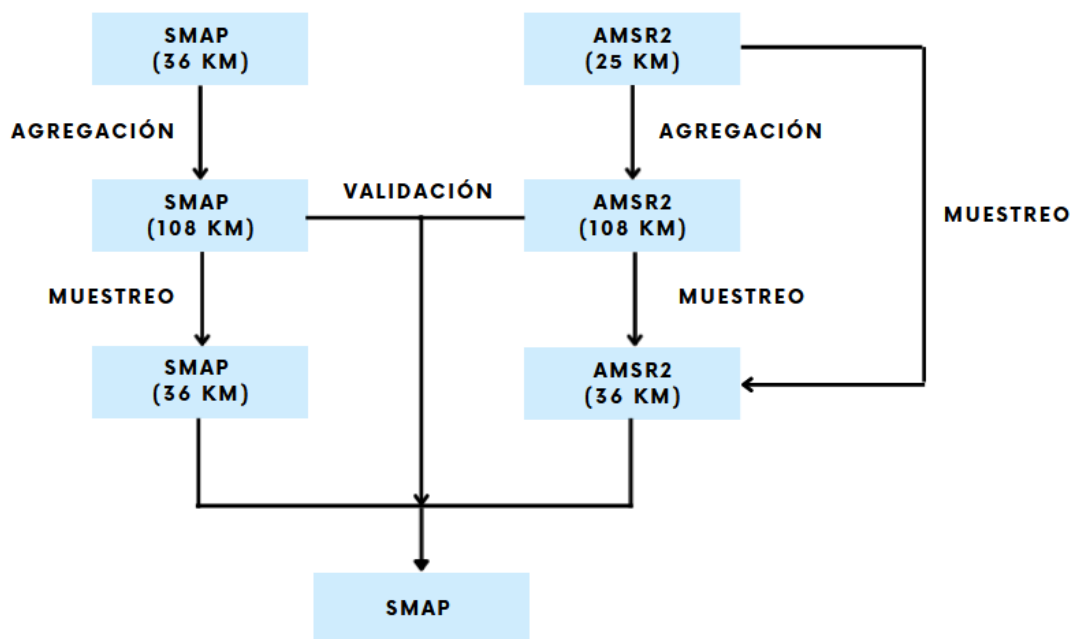 SMAP
(36 KM)
AMSR2
(25 KM)
AGREGACIÓN
AGREGACIÓN
SMAP
(108 KM)
VALIDACIÓN
AMSR2
(108 KM)
MUESTREO
MUESTREO
MUESTREO
SMAP
(36 KM)
AMSR2
(36 KM)
SMAP